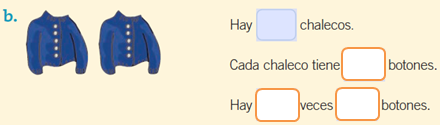 b.
Hay chalecos.
Cada chaleco tiene botones.
Hay veces botones.